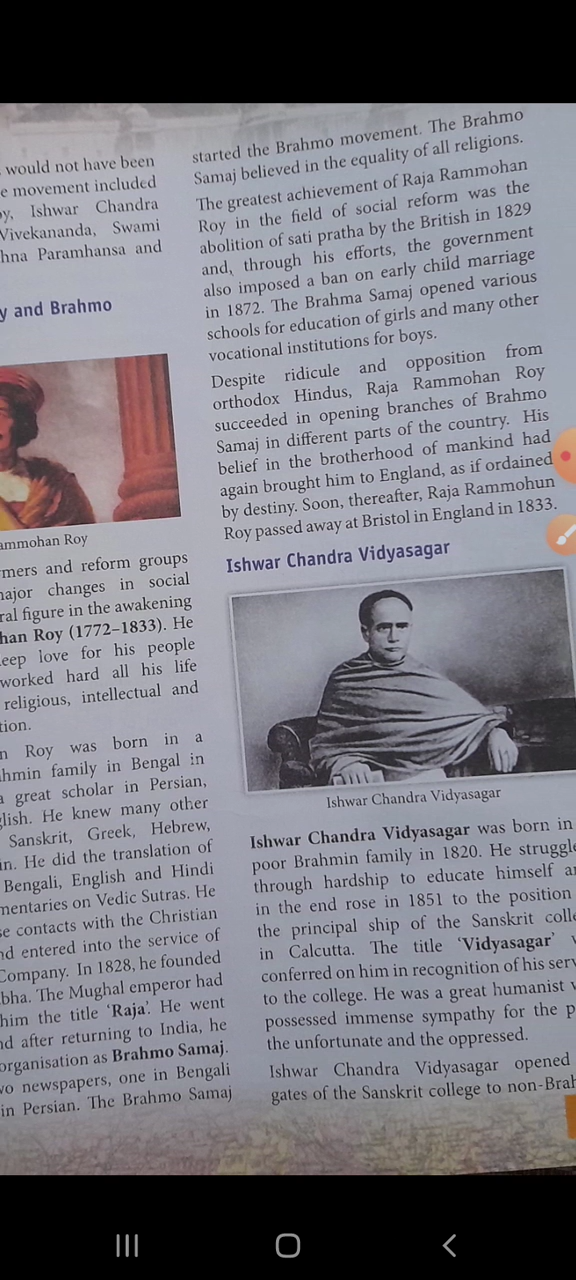 , would not have been
e movement included
oy, Ishwar Chandra
Vivekananda, Swami
hna Paramhansa and
y and Brahmo
ammohan Roy
rmers and reform groups
najor changes in social
ral figure in the awakening
han Roy (1772–1833). He
leep love for his people
worked hard all his life
religious, intellectual and
tion.
n Roy was born in a
hmin family in Bengal in
a great scholar in Persian,
glish. He knew many other
Sanskrit, Greek, Hebrew,
in. He did the translation of
Bengali, English and Hindi
mentaries on Vedic Sutras. He
se contacts with the Christian
nd entered into the service of
Company. In 1828, he founded
bha. The Mughal emperor had
him the title ‘Raja’. He went
nd after returning to India, he
organisation as Brahmo Samaj.
wo newspapers, one in Bengali
in Persian. The Brahmo Samaj
started the Brahmo movement. The Brahmo
Samaj believed in the equality of all religions.
The greatest achievement of Raja Rammohan
Roy in the field of social reform was the
abolition of sati pratha by the British in 1829
and, through his efforts, the government
also imposed a ban on early child marriage
in 1872. The Brahma Samaj opened various
schools for education of girls and many other
vocational institutions for boys.
Despite ridicule and opposition from
orthodox Hindus, Raja Rammohan Roy
succeeded in opening branches of Brahmo
Samaj in different parts of the country. His
belief in the brotherhood of mankind had
again brought him to England, as if ordained
by destiny. Soon, thereafter, Raja Rammohun
Roy passed away at Bristol in England in 1833.
Ishwar Chandra Vidyasagar
Ishwar Chandra Vidyasagar
Ishwar Chandra Vidyasagar was born in
poor Brahmin family in 1820. He struggle
through hardship to educate himself a
in the end rose in 1851 to the position
the principal ship of the Sanskrit colle
in Calcutta. The title ‘Vidyasagar’ w
conferred on him in recognition of his serv
to the college. He was a great humanist w
possessed immense sympathy for the p
the unfortunate and the oppressed.
Ishwar Chandra Vidyasagar opened
gates of the Sanskrit college to non-Brah